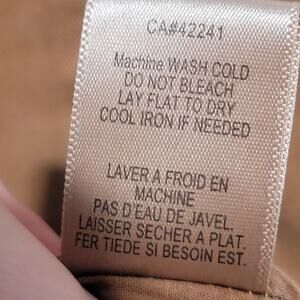 CA#42241
Machine WASH COLD
DO NOT BLEACH
LAY FLAT TO DRY
COOL IRON IF NEEDED
LAVER A FROID EN
MACHINE
PAS D'EAU DE JAVEL.
LAISSER SECHER A PLAT.
FER TIEDE SI BESOIN EST.